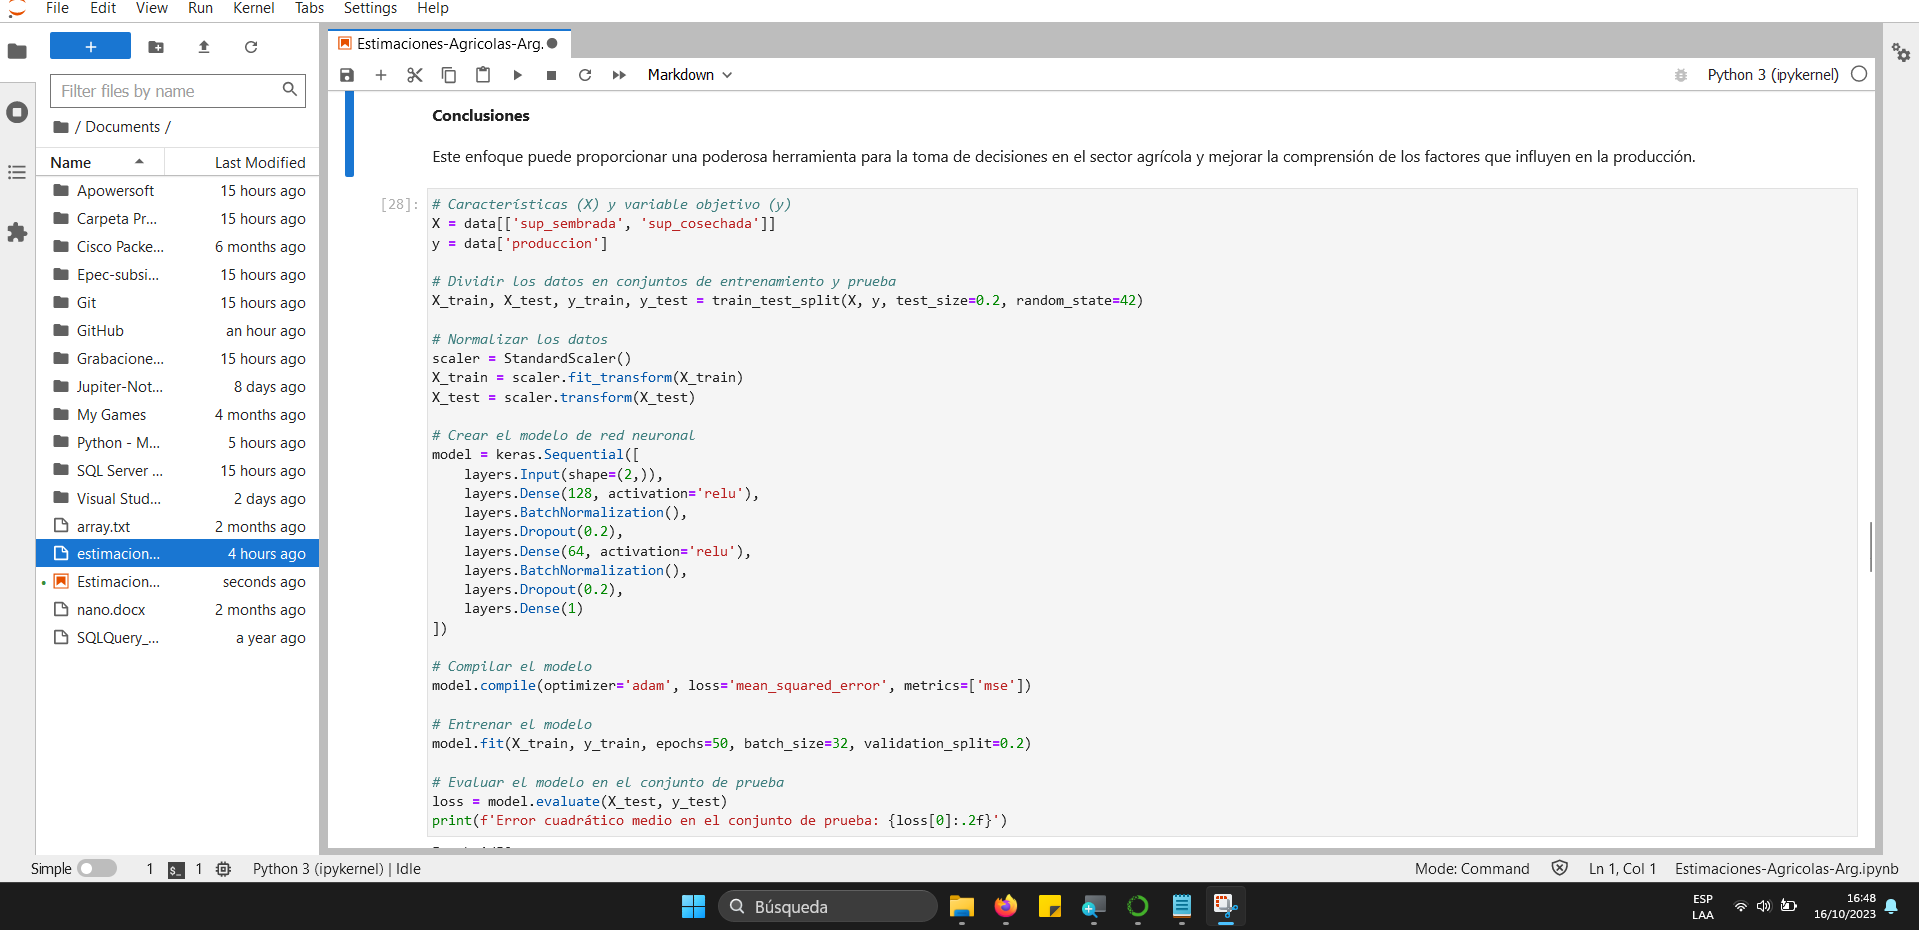 File Edit View Run Kernel Tabs Settings Help
Estimaciones-Agricolas-Arg.
Markdown
Python 3 (ipykernel)
Filter files by name
/ Documents /
Name Last Modified
Apowersoft 15 hours ago
Carpeta Pr... 15 hours ago
Cisco Packe... 6 months ago
Epec-subsi... 15 hours ago
Git 15 hours ago
GitHub an hour ago
Grabacione... 15 hours ago
Jupiter-Not... 8 days ago
My Games 4 months ago
Python - M... 5 hours ago
SQL Server ... 15 hours ago
Visual Stud... 2 days ago
array.txt 2 months ago
estimacion... 4 hours ago
Estimacion... seconds ago
nano.docx 2 months ago
SQLQuery_... a year ago
Conclusiones
Este enfoque puede proporcionar una poderosa herramienta para la toma de decisiones en el sector agrícola y mejorar la comprensión de los factores que influyen en la producción.
[28]:
# Características (X) y variable objetivo (y)
X = data[['sup_sembrada', 'sup_cosechada']]
y = data['produccion']
# Dividir los datos en conjuntos de entrenamiento y prueba
X_train, X_test, y_train, y_test = train_test_split(X, y, test_size=0.2, random_state=42)
# Normalizar los datos
scaler = StandardScaler()
X_train = scaler.fit_transform(X_train)
X_test = scaler.transform(X_test)
# Crear el modelo de red neuronal
model = keras.Sequential([
layers.Input(shape=(2,)),
layers.Dense(128, activation='relu'),
layers.BatchNormalization(),
layers.Dropout(0.2),
layers.Dense(64, activation='relu'),
layers.BatchNormalization(),
layers.Dropout(0.2),
layers.Dense(1)
])
# Compilar el modelo
model.compile(optimizer='adam', loss='mean_squared_error', metrics=['mse'])
# Entrenar el modelo
model.fit(X_train, y_train, epochs=50, batch_size=32, validation_split=0.2)
# Evaluar el modelo en el conjunto de prueba
loss = model.evaluate(X_test, y_test)
print(f'Error cuadrático medio en el conjunto de prueba: {loss[0]:.2f}')
Simple 1 1 Python 3 (ipykernel) | Idle
Mode: Command Ln 1, Col 1 Estimaciones-Agricolas-Arg.ipynb
Búsqueda
ESP
LAA
16:48
16/10/2023